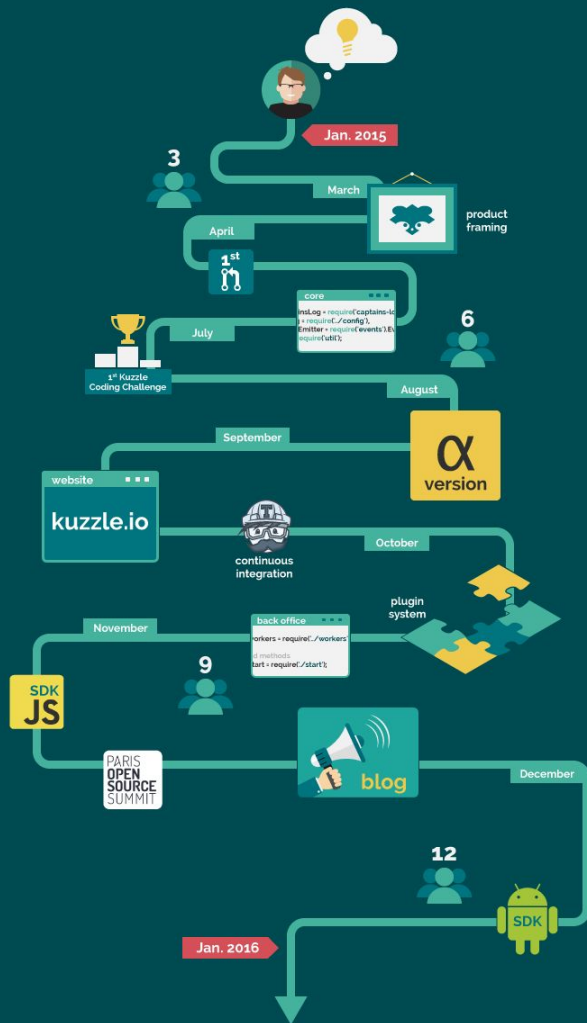 Jan. 2015
3
March
product
framing
April
1st
core
insLog = require('captains-lo
= require('../config'),
Emitter = require('events').Ev
equire('util');
July
6
1st Kuzzle
Coding Challenge
August
α
version
September
website
kuzzle.io
continuous
integration
October
plugin
system
November
back office
workers = require('../workers'
d methods
tart = require('./start');
9
SDK
JS
PARIS
OPEN
SOURCE
SUMMIT
blog
December
12
SDK
Jan. 2016